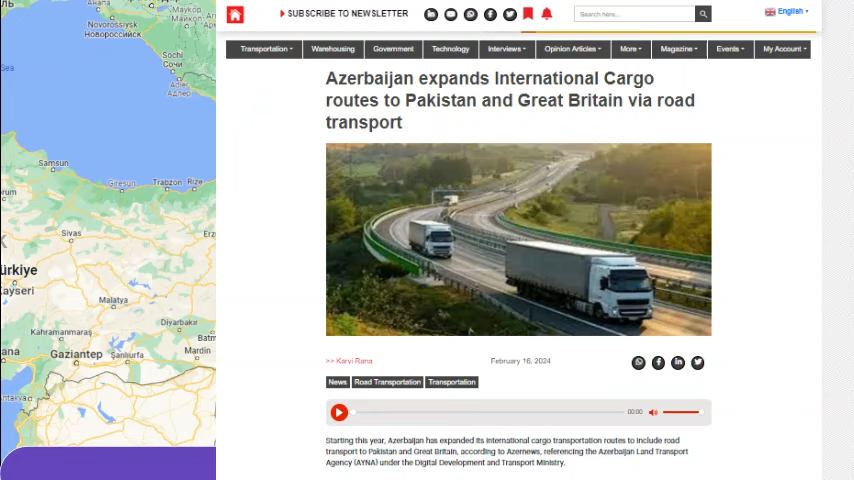 Анапа
Майкоп
Майкоп
Novorossiysk
Новороссийск
Sochi
Сочи
Adler
Адлер
Sea
Samsun
Giresun
Trabzon
Rize
Sivas
Türkiye
Kayseri
Malatya
Diyarbakır
Kahramanmaraş
Batm
Mardin
Gaziantep
Şanlıurfa
SUBSCRIBE TO NEWSLETTER
Search here...
English
Transportation
Warehousing
Government
Technology
Interviews
Opinion Articles
More
Magazine
Events
My Account
Azerbaijan expands International Cargo
routes to Pakistan and Great Britain via road
transport
>> Karvi Rana
February 16, 2024
News
Road Transportation
Transportation
00:00
Starting this year, Azerbaijan has expanded its international cargo transportation routes to include road
transport to Pakistan and Great Britain, according to Azernews, referencing the Azerbaijan Land Transport
Agency (AYNA) under the Digital Development and Transport Ministry.